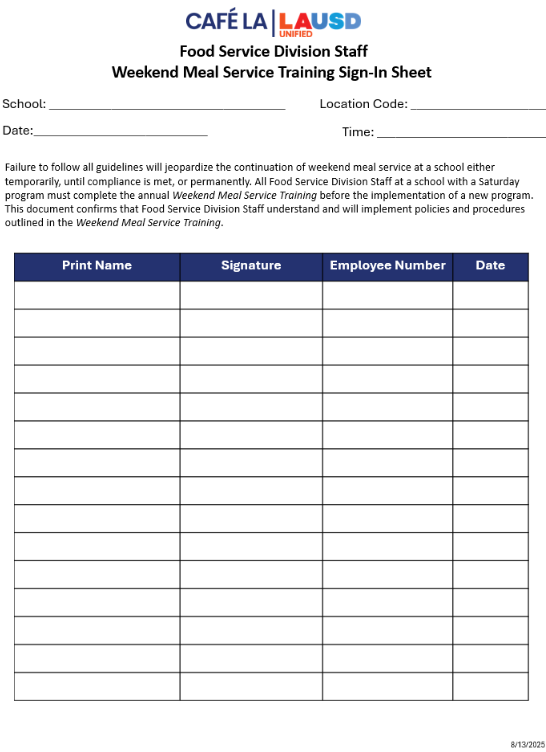 CAFÉ LA LAUSD
UNIFIED
Food Service Division Staff
Weekend Meal Service Training Sign-In Sheet
School: ___________________________________ Location Code: ____________________
Date:__________________________ Time: _________________________
Failure to follow all guidelines will jeopardize the continuation of weekend meal service at a school either
temporarily, until compliance is met, or permanently. All Food Service Division Staff at a school with a Saturday
program must complete the annual Weekend Meal Service Training before the implementation of a new program.
This document confirms that Food Service Division Staff understand and will implement policies and procedures
outlined in the Weekend Meal Service Training.
Print Name Signature Employee Number Date
8/13/2025